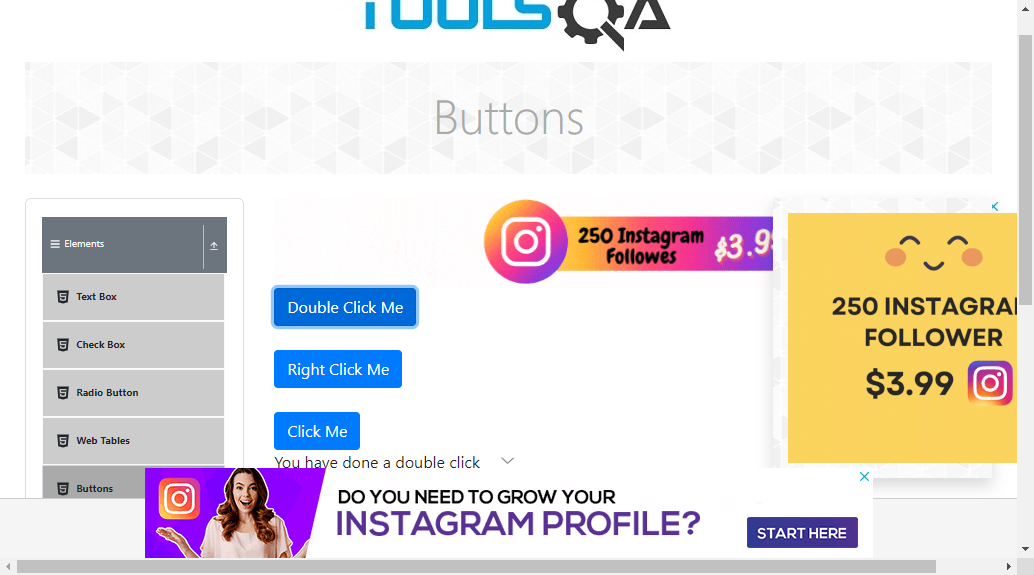 TOOLSQA
Buttons
Elements
Text Box
Check Box
Radio Button
Web Tables
Buttons
250 Instagram
Followes
$3.9
Double Click Me
Right Click Me
Click Me
You have done a double click
250 INSTAGRA
FOLLOWER
$3.99
DO YOU NEED TO GROW YOUR
INSTAGRAM PROFILE?
START HERE